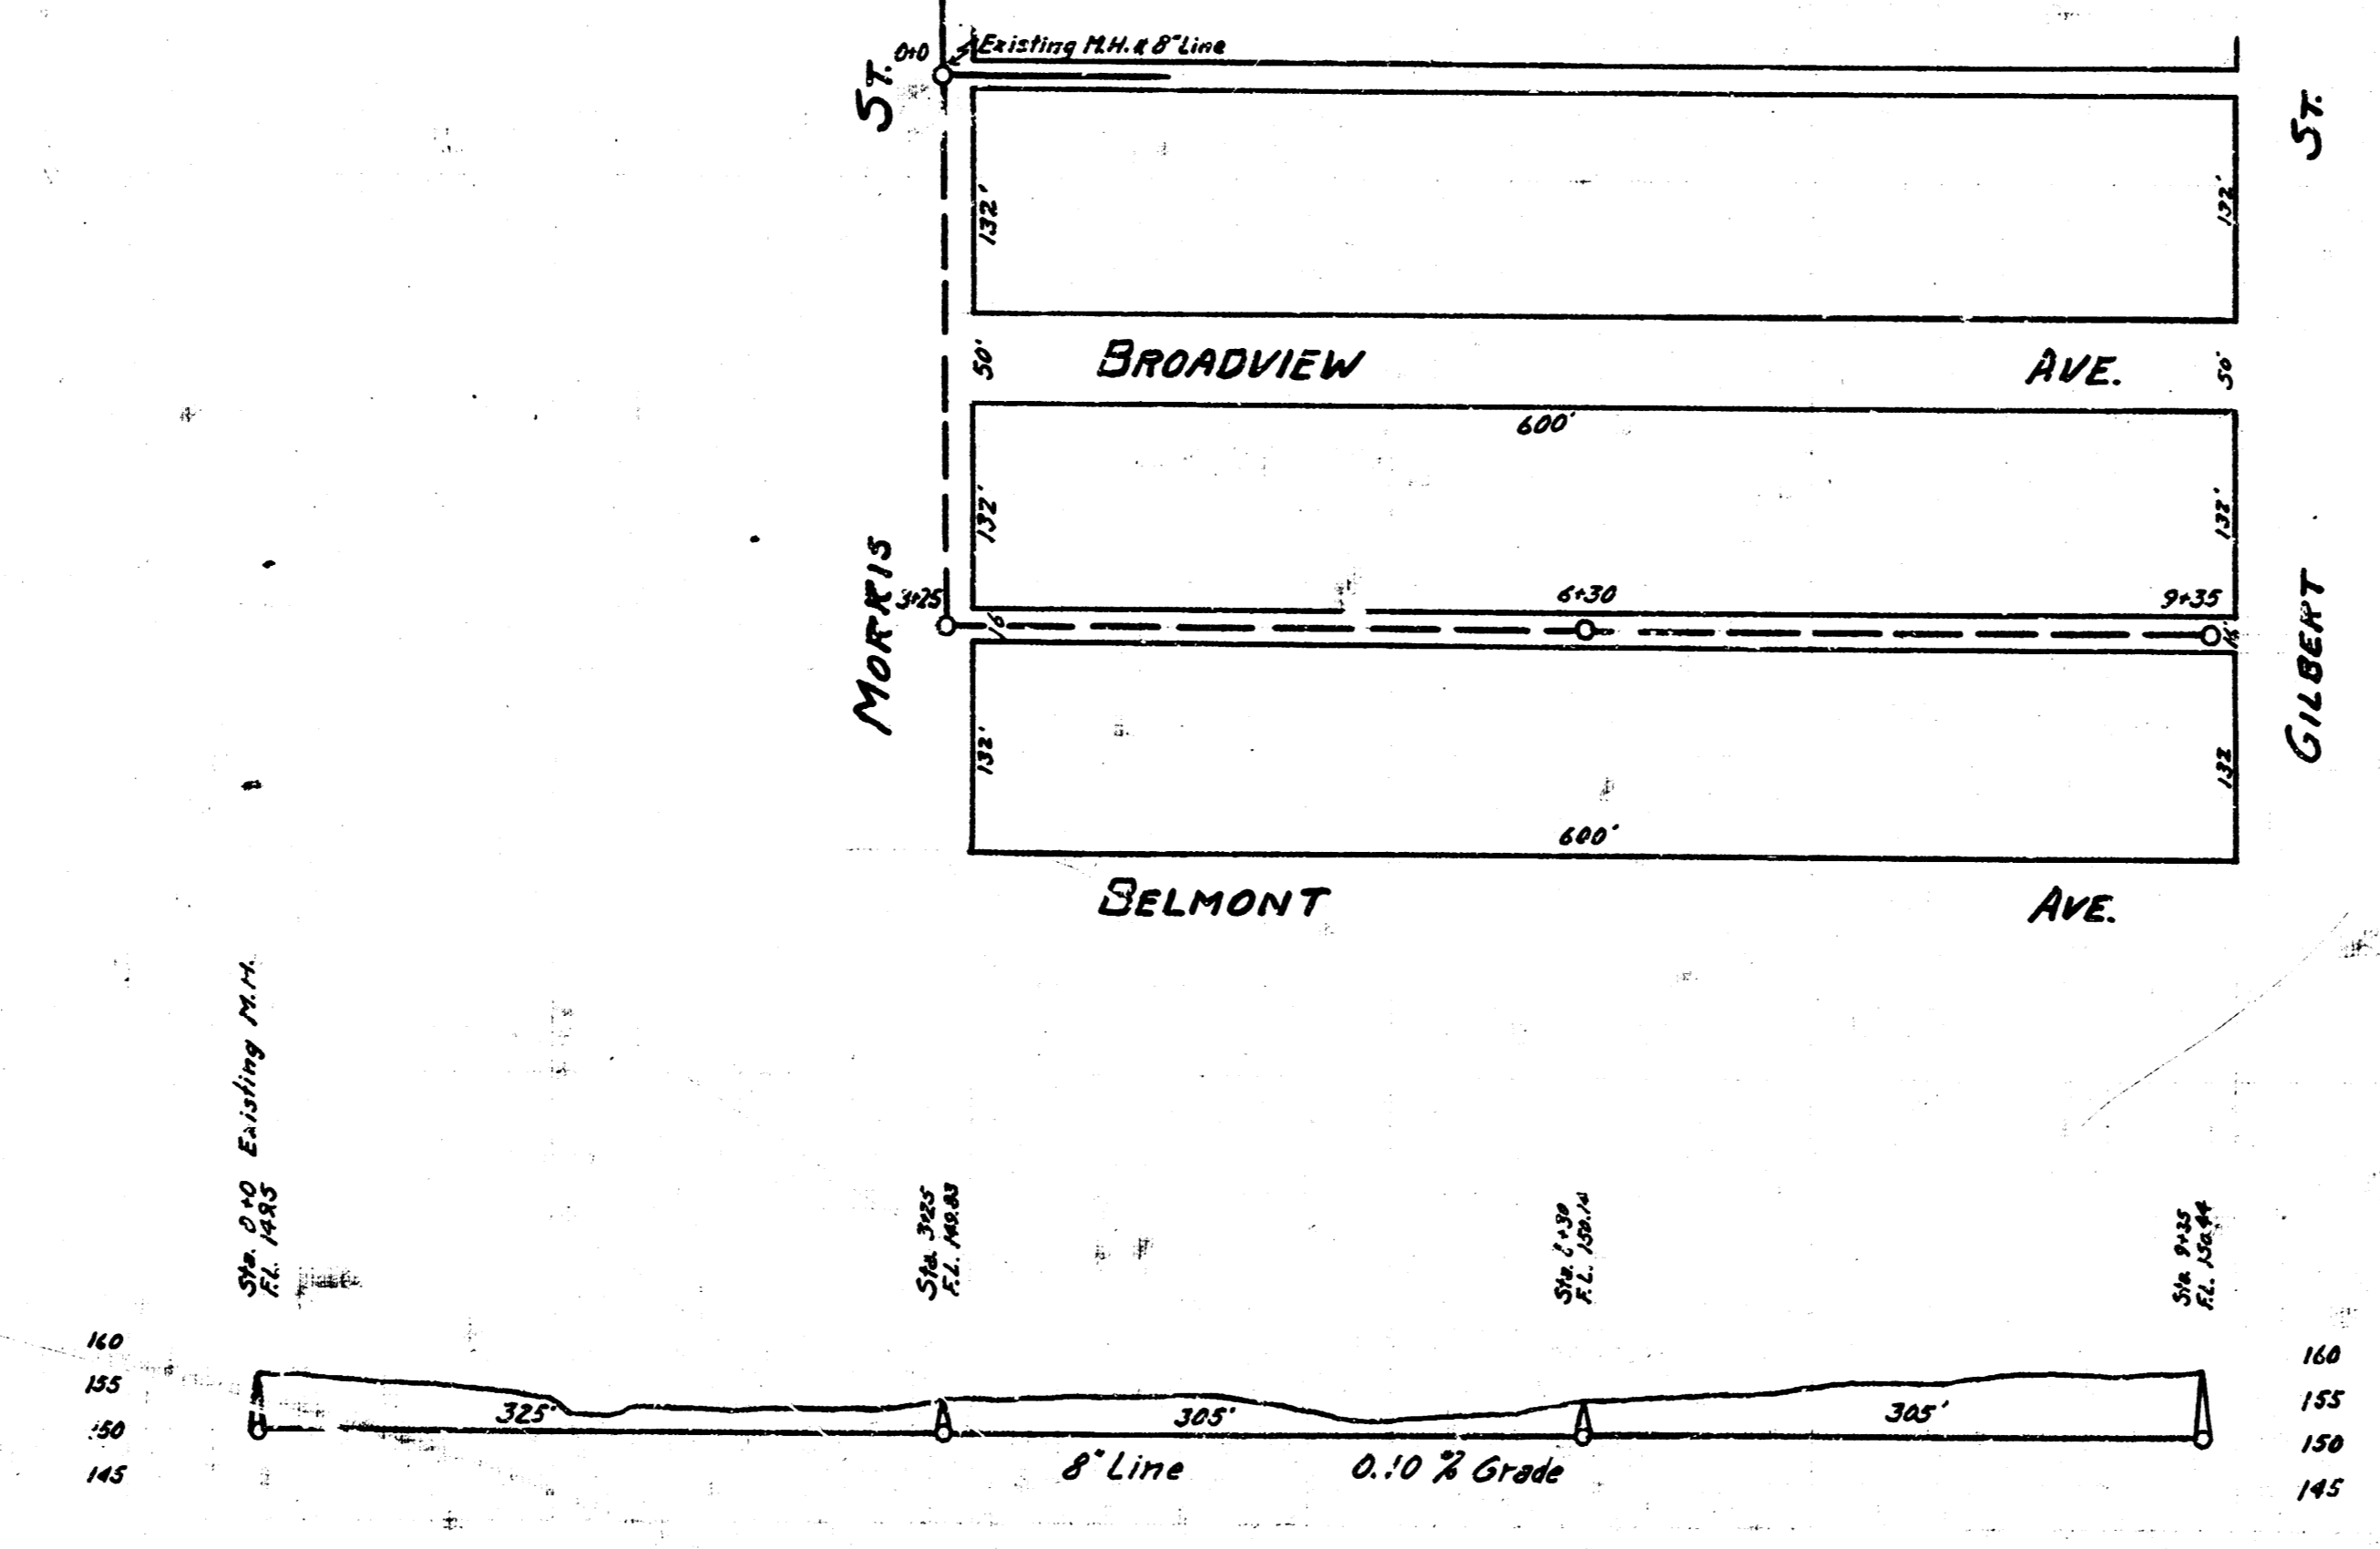 0+0
Existing M.H. & 8" Line
ST.
ST.
132'
132'
50'
BROADVIEW
AVE.
50'
600'
132'
132'
MORRIS
3+25
6+30
9+35
16'
16'
GILBERT
132'
132
600'
BELMONT
AVE.
Sta. 0+0 Existing M.H.
F.L. 149.5
Sta. 3+25
F.L. 149.83
Sta. 6+30
F.L. 150.14
Sta. 9+35
F.L. 150.44
160
155
150
145
325'
305'
305'
160
155
150
145
8" Line
0.10 % Grade